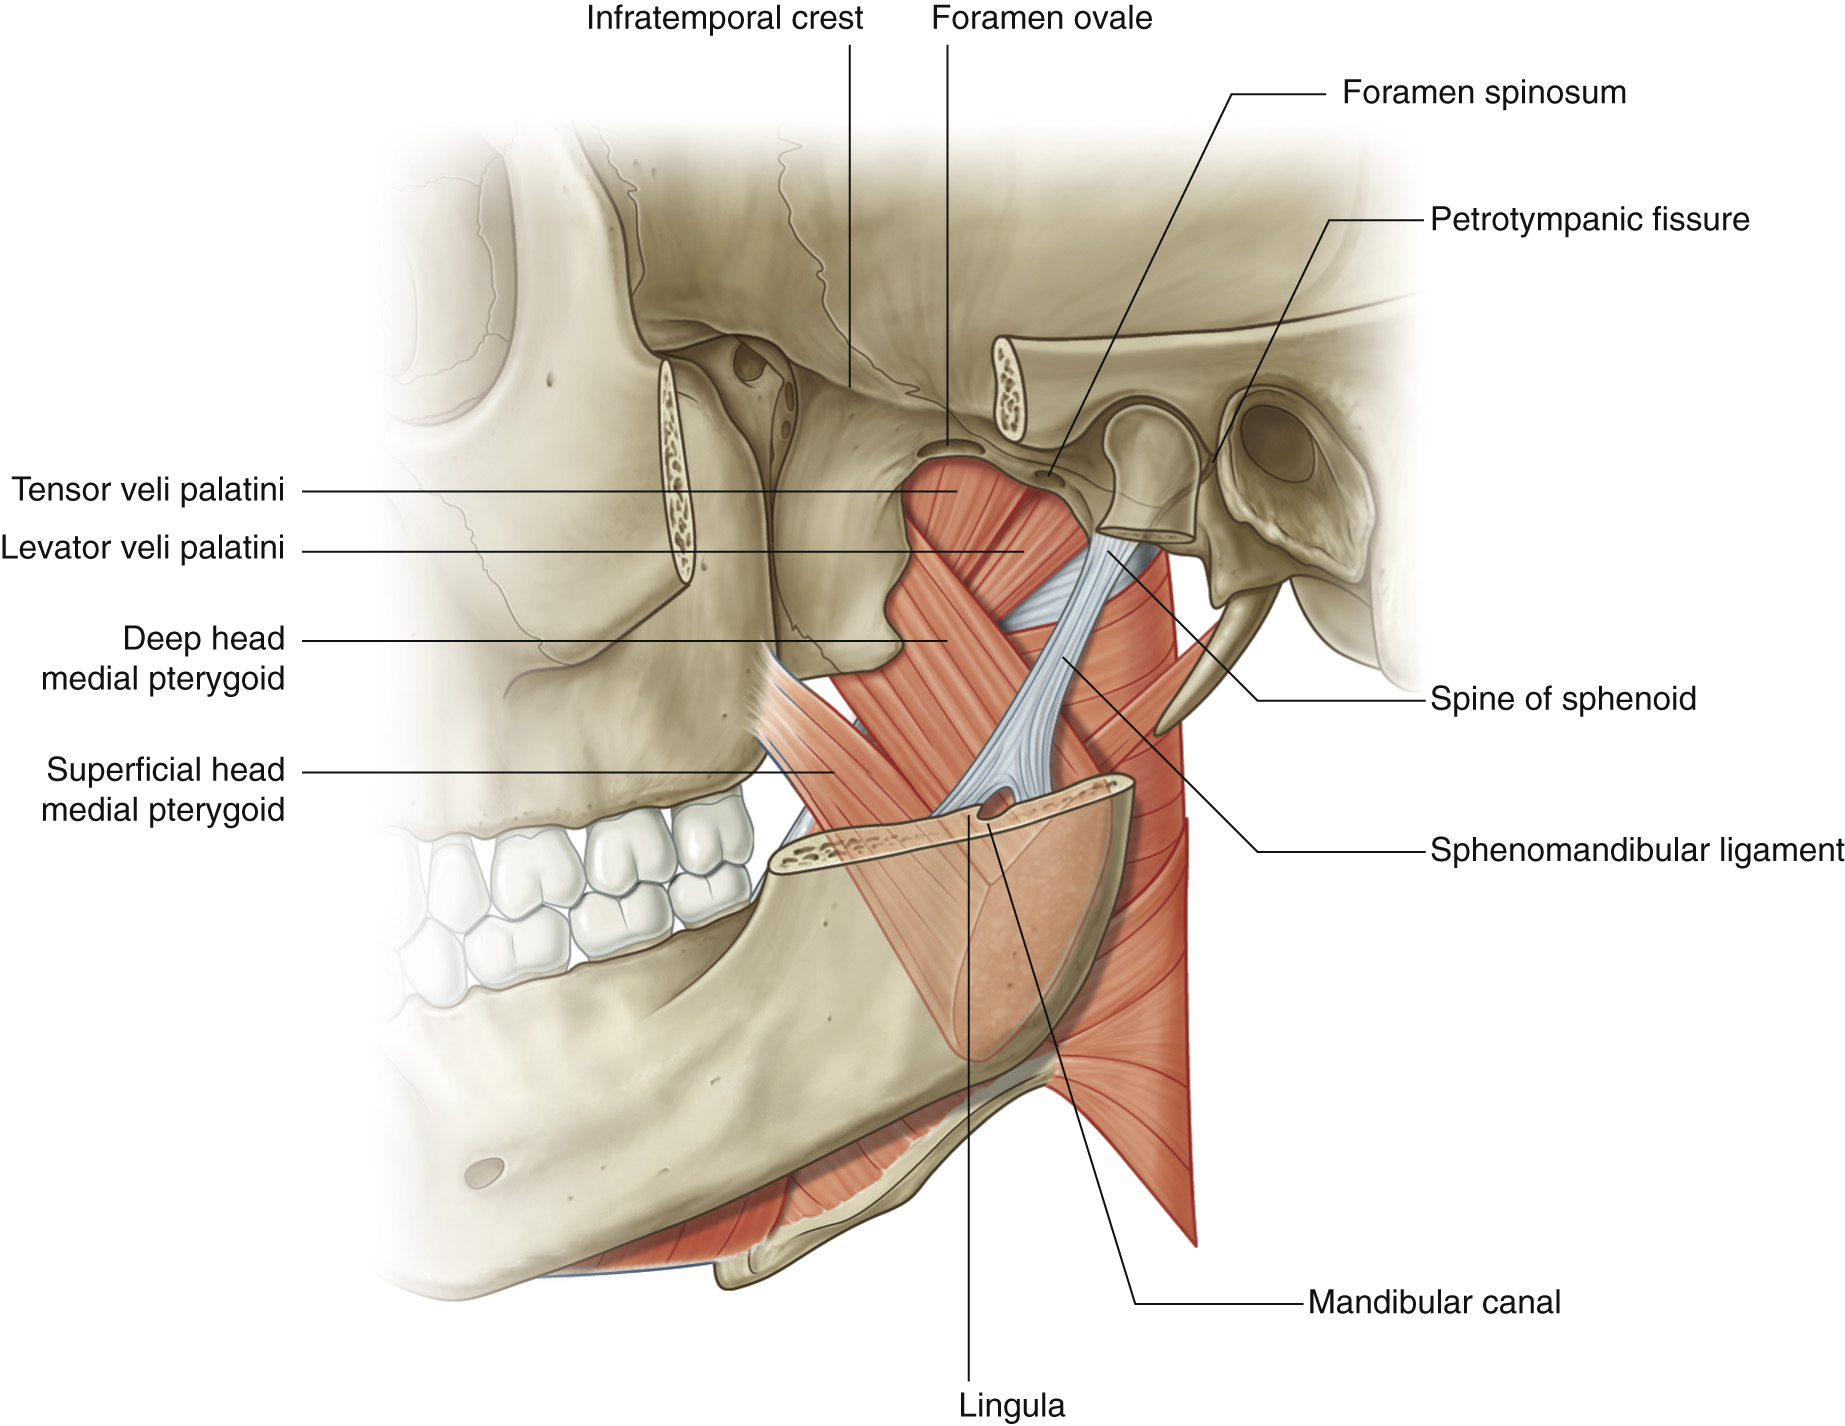 Infratemporal crest
Foramen ovale
Foramen spinosum
Petrotympanic fissure
Tensor veli palatini
Levator veli palatini
Deep head
medial pterygoid
Spine of sphenoid
Superficial head
medial pterygoid
Sphenomandibular ligament
Mandibular canal
Lingula